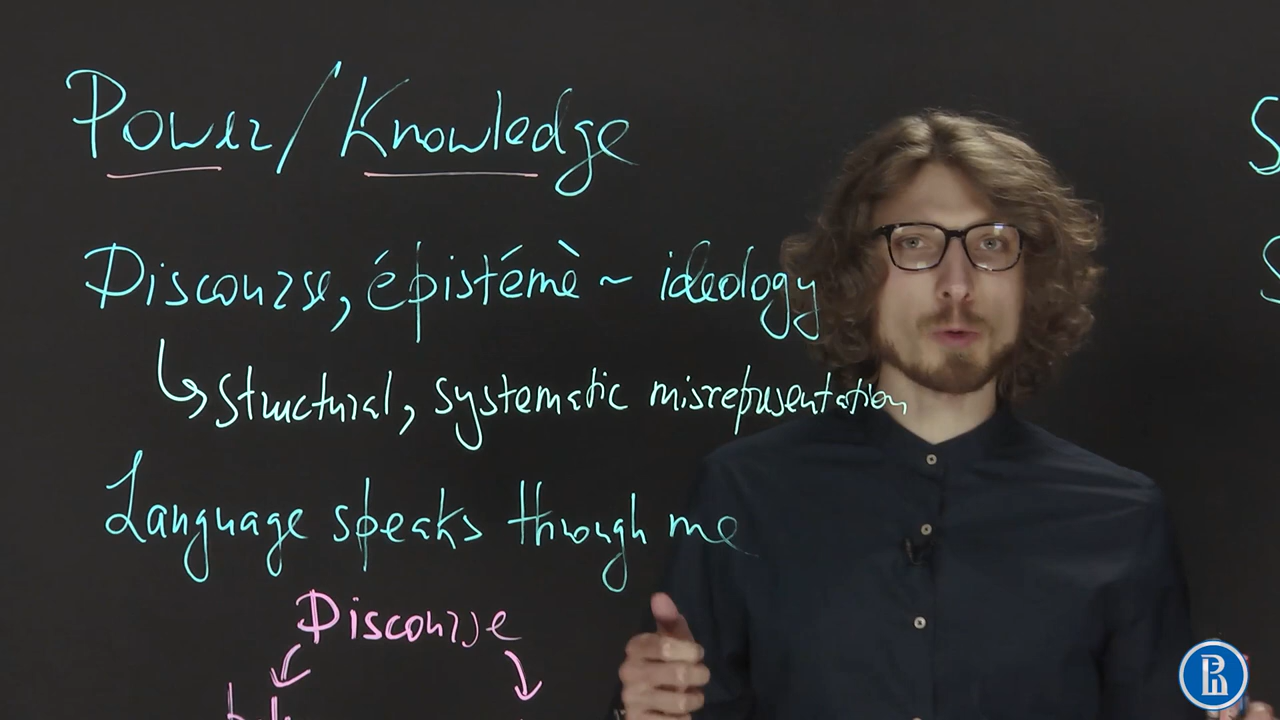 Power/Knowledge
Discourse, épistémè ~ ideology
structural, systematic misrepresentation
Language speaks through me
Discourse